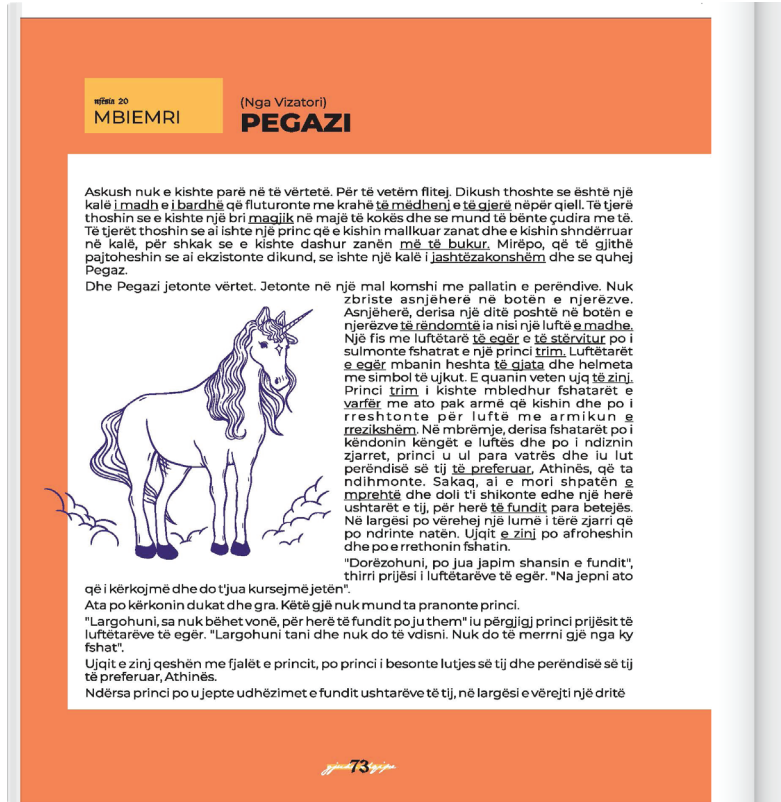 njësia 20
MBIEMRI
(Nga Vizatori)
PEGAZI
Askush nuk e kishte parë në të vërtetë. Për të vetëm flitej. Dikush thoshte se është një
kalë i madh e i bardhë që fluturonte me krahë të mëdhenj e të gjerë nëpër qiell. Të tjerë
thoshin se e kishte një bri magjik në majë të kokës dhe se mund të bënte çudira me të.
Të tjerët thoshin se ai ishte një princ që e kishin mallkuar zanat dhe e kishin shndërruar
në kalë, për shkak se e kishte dashur zanën më të bukur. Mirëpo, që të gjithë
pajtoheshin se ai ekzistonte dikund, se ishte një kalë i jashtëzakonshëm dhe se quhej
Pegaz.
Dhe Pegazi jetonte vërtet. Jetonte në një mal komshi me pallatin e perëndive. Nuk
zbriste asnjëherë në botën e njerëzve.
Asnjëherë, derisa një ditë poshtë në botën e
njerëzve të rëndomtë ia nisi një luftë e madhe.
Një fis me luftëtarë të egër e të stërvitur po i
sulmonte fshatrat e një princi trim. Luftëtarët
e egër mbanin heshta të gjata dhe helmeta
me simbol të ujkut. E quanin veten ujq të zinj.
Princi trim i kishte mbledhur fshatarët e
varfër me ato pak armë që kishin dhe po i
rreshtonte për luftë me armikun e
rrezikshëm. Në mbrëmje, derisa fshatarët po i
këndonin këngët e luftës dhe po i ndiznin
zjarret, princi u ul para vatrës dhe iu lut
perëndisë së tij të preferuar, Athinës, që ta
ndihmonte. Sakaq, ai e mori shpatën e
mprehtë dhe doli t'i shikonte edhe një herë
ushtarët e tij, për herë të fundit para betejës.
Në largësi po vërehej një lumë i tërë zjarri që
po ndrinte natën. Ujqit e zinj po afroheshin
dhe po e rrethonin fshatin.
"Dorëzohuni, po jua japim shansin e fundit",
thirri prijësi i luftëtarëve të egër. "Na jepni ato
që i kërkojmë dhe do t'jua kursejmë jetën".
Ata po kërkonin dukat dhe gra. Këtë gjë nuk mund ta pranonte princi.
"Largohuni, sa nuk bëhet vonë, për herë të fundit po ju them" iu përgjigj princi prijësit të
luftëtarëve të egër. "Largohuni tani dhe nuk do të vdisni. Nuk do të merrni gjë nga ky
fshat".
Ujqit e zinj qeshën me fjalët e princit, po princi i besonte lutjes së tij dhe perëndisë së tij
të preferuar, Athinës.
Ndërsa princi po u jepte udhëzimet e fundit ushtarëve të tij, në largësi e vërejti një dritë
73